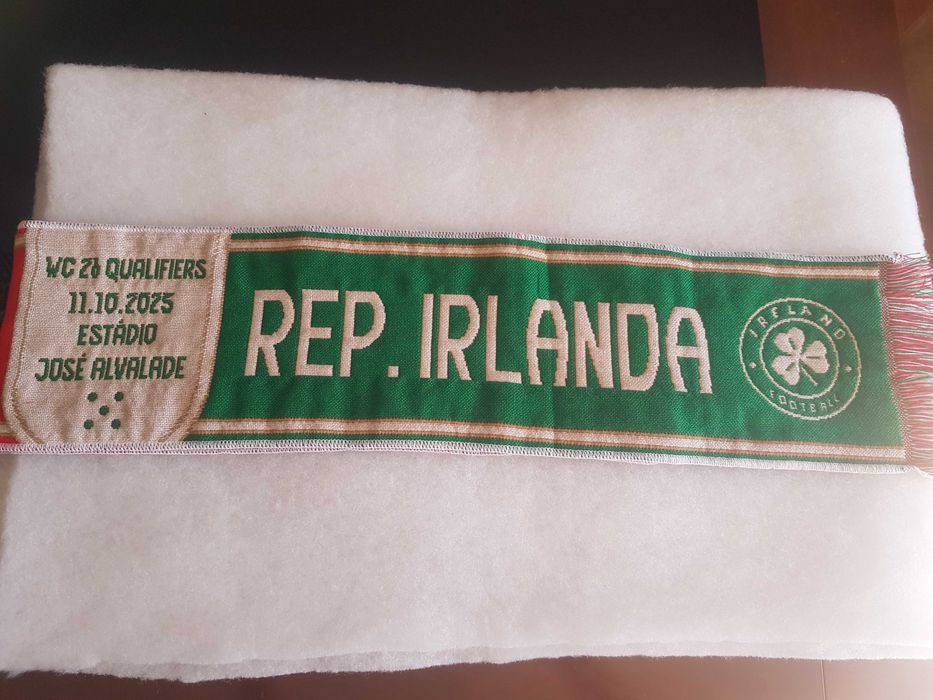 WC 26 QUALIFIERS
11.10.2025
ESTÁDIO
JOSÉ ALVALADE
REP. IRLANDA
IRELAND
FOOTBALL